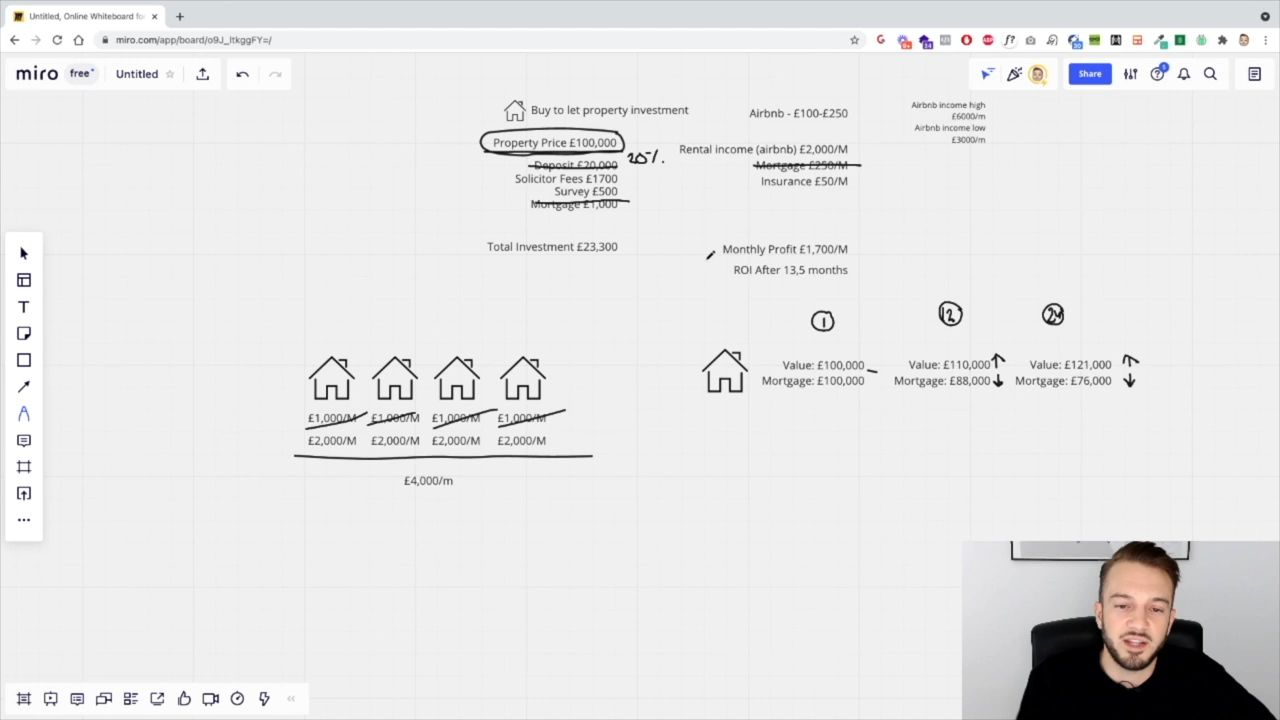 Untitled, Online Whiteboard for
miro.com/app/board/o9J_ltkggFY=/
miro free Untitled
Share
Buy to let property investment
Property Price £100,000
Deposit £20,000 20%.
Solicitor Fees £1700
Survey £500
Mortgage £1,000
Total Investment £23,300
Airbnb - £100-£250
Rental income (airbnb) £2,000/M
Mortgage £250/M
Insurance £50/M
Monthly Profit £1,700/M
ROI After 13,5 months
Airbnb income high
£6000/m
Airbnb income low
£3000/m
£1,000/M £1,000/M £1,000/M £1,000/M
£2,000/M £2,000/M £2,000/M £2,000/M
£4,000/m
1 12 24
Value: £100,000 Value: £110,000 Value: £121,000
Mortgage: £100,000 Mortgage: £88,000 Mortgage: £76,000